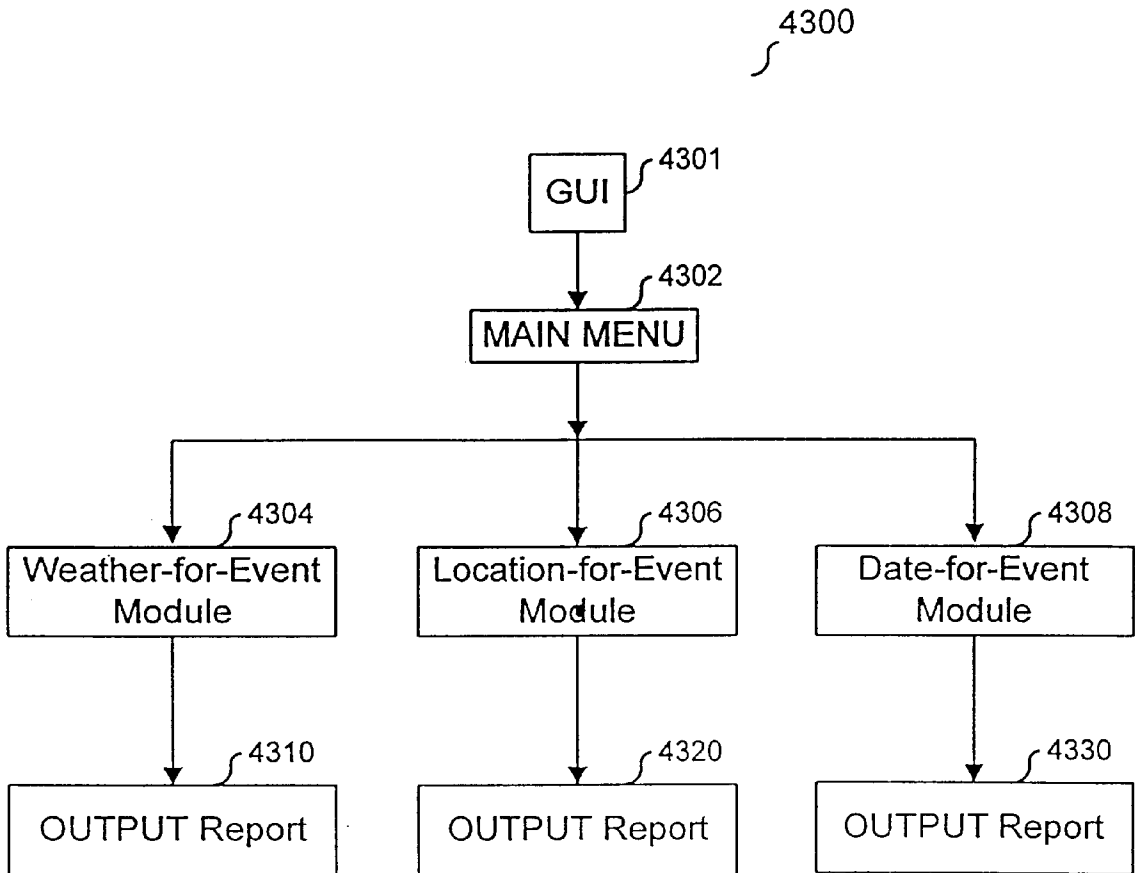 4300
4301
GUI
4302
MAIN MENU
4304
4306
4308
Weather-for-Event
Module
Location-for-Event
Module
Date-for-Event
Module
4310
4320
4330
OUTPUT Report
OUTPUT Report
OUTPUT Report